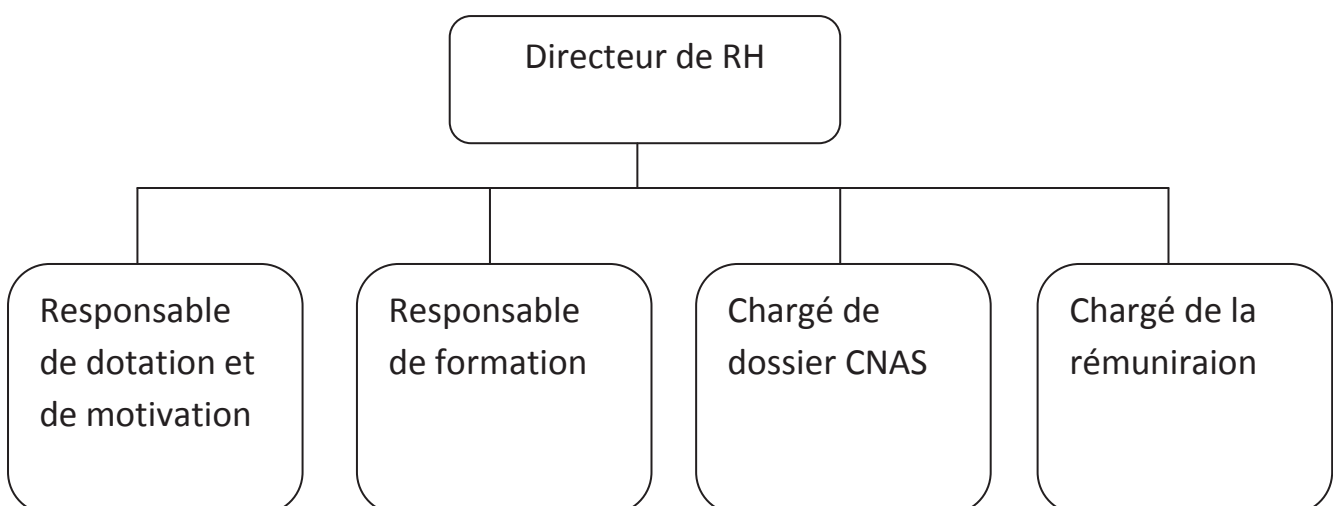 Directeur de RH
Responsable
de dotation et
de motivation
Responsable
de formation
Chargé de
dossier CNAS
Chargé de la
rémuniraion